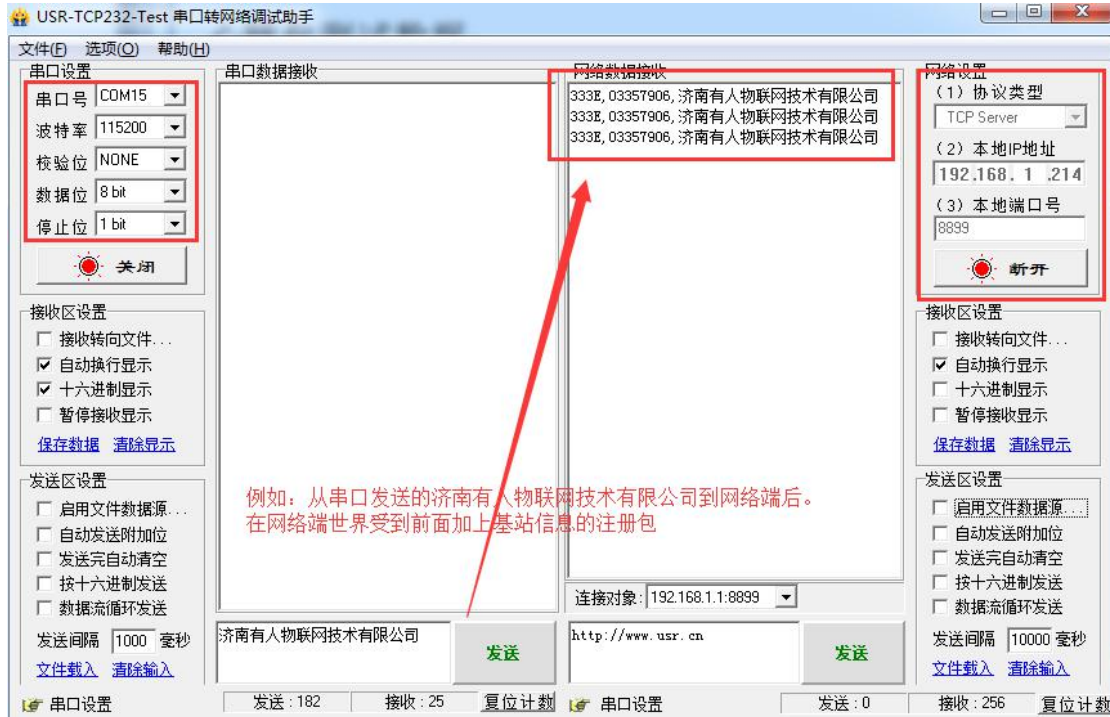 USR-TCP232-Test 串口转网络调试助手
文件(F) 选项(O) 帮助(H)
串口设置
串口号 COM15
波特率 115200
校验位 NONE
数据位 8 bit
停止位 1 bit
关闭
接收区设置
接收转向文件...
自动换行显示
十六进制显示
暂停接收显示
保存数据 清除显示
发送区设置
启用文件数据源...
自动发送附加位
发送完自动清空
按十六进制发送
数据流循环发送
发送间隔 1000 毫秒
文件载入 清除输入
串口数据接收
例如：从串口发送的济南有人物联网技术有限公司到网络端后。
在网络端世界受到前面加上基站信息的注册包
济南有人物联网技术有限公司
发送
网络数据接收
333E,03357906,济南有人物联网技术有限公司
333E,03357906,济南有人物联网技术有限公司
333E,03357906,济南有人物联网技术有限公司
连接对象: 192.168.1.1:8899
http://www.usr.cn
发送
网络设置
(1) 协议类型
TCP Server
(2) 本地IP地址
192.168. 1 .214
(3) 本地端口号
8899
断开
接收区设置
接收转向文件...
自动换行显示
十六进制显示
暂停接收显示
保存数据 清除显示
发送区设置
启用文件数据源...
自动发送附加位
发送完自动清空
按十六进制发送
数据流循环发送
发送间隔 10000 毫秒
文件载入 清除输入
串口设置 发送:182 接收:25 复位计数
串口设置 发送:0 接收:256 复位计数